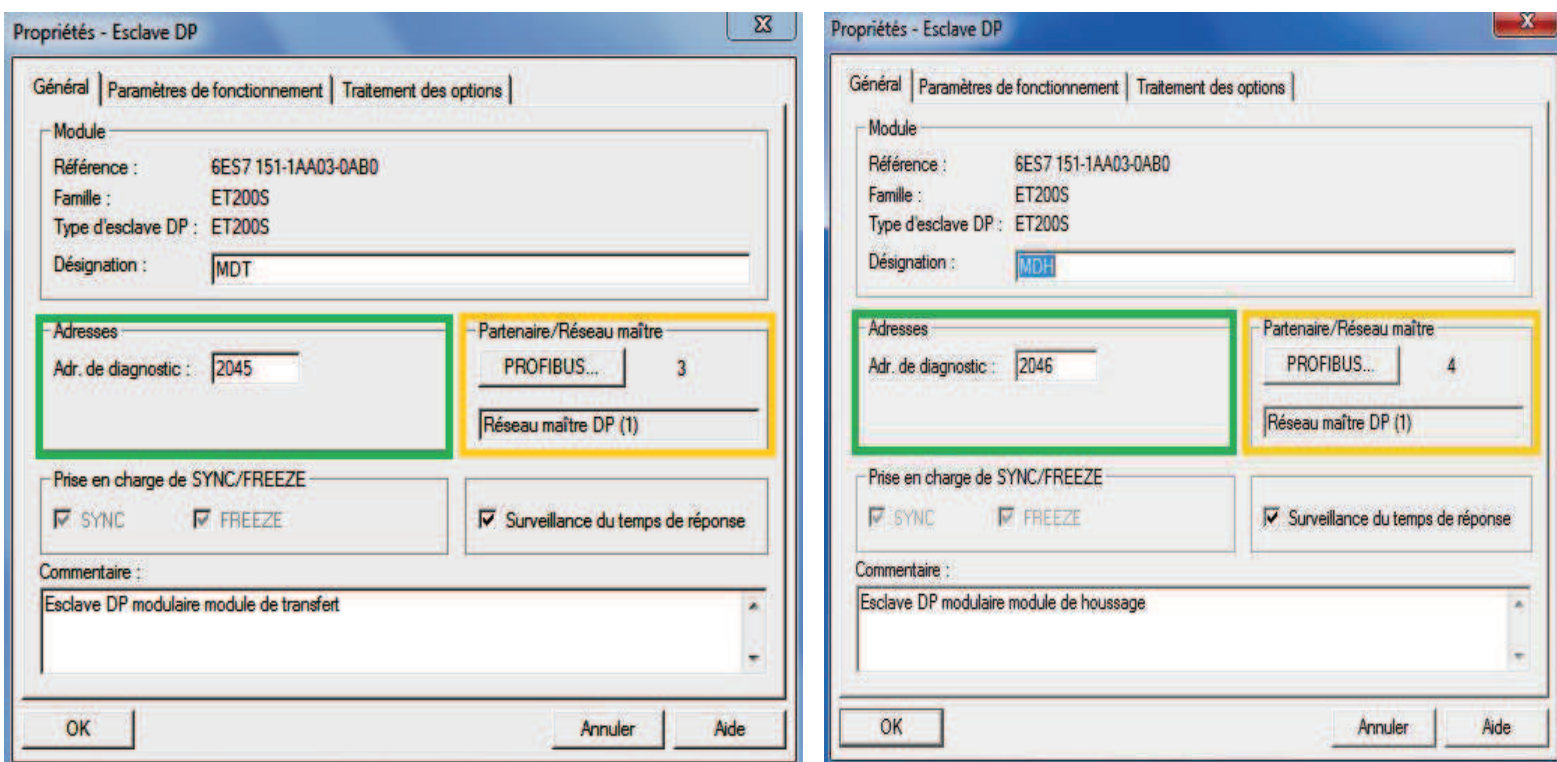 Propriétés - Esclave DP
Général
Paramètres de fonctionnement
Traitement des options
Module
Référence : 6ES7 151-1AA03-0AB0
Famille : ET200S
Type d'esclave DP : ET200S
Désignation : MDT
Adresses
Adr. de diagnostic : 2045
Partenaire/Réseau maître
PROFIBUS... 3
Réseau maître DP (1)
Prise en charge de SYNC/FREEZE
SYNC FREEZE
Surveillance du temps de réponse
Commentaire :
Esclave DP modulaire module de transfert
OK Annuler Aide
Propriétés - Esclave DP
Général
Paramètres de fonctionnement
Traitement des options
Module
Référence : 6ES7 151-1AA03-0AB0
Famille : ET200S
Type d'esclave DP : ET200S
Désignation : MDH
Adresses
Adr. de diagnostic : 2046
Partenaire/Réseau maître
PROFIBUS... 4
Réseau maître DP (1)
Prise en charge de SYNC/FREEZE
SYNC FREEZE
Surveillance du temps de réponse
Commentaire :
Esclave DP modulaire module de houssage
OK Annuler Aide